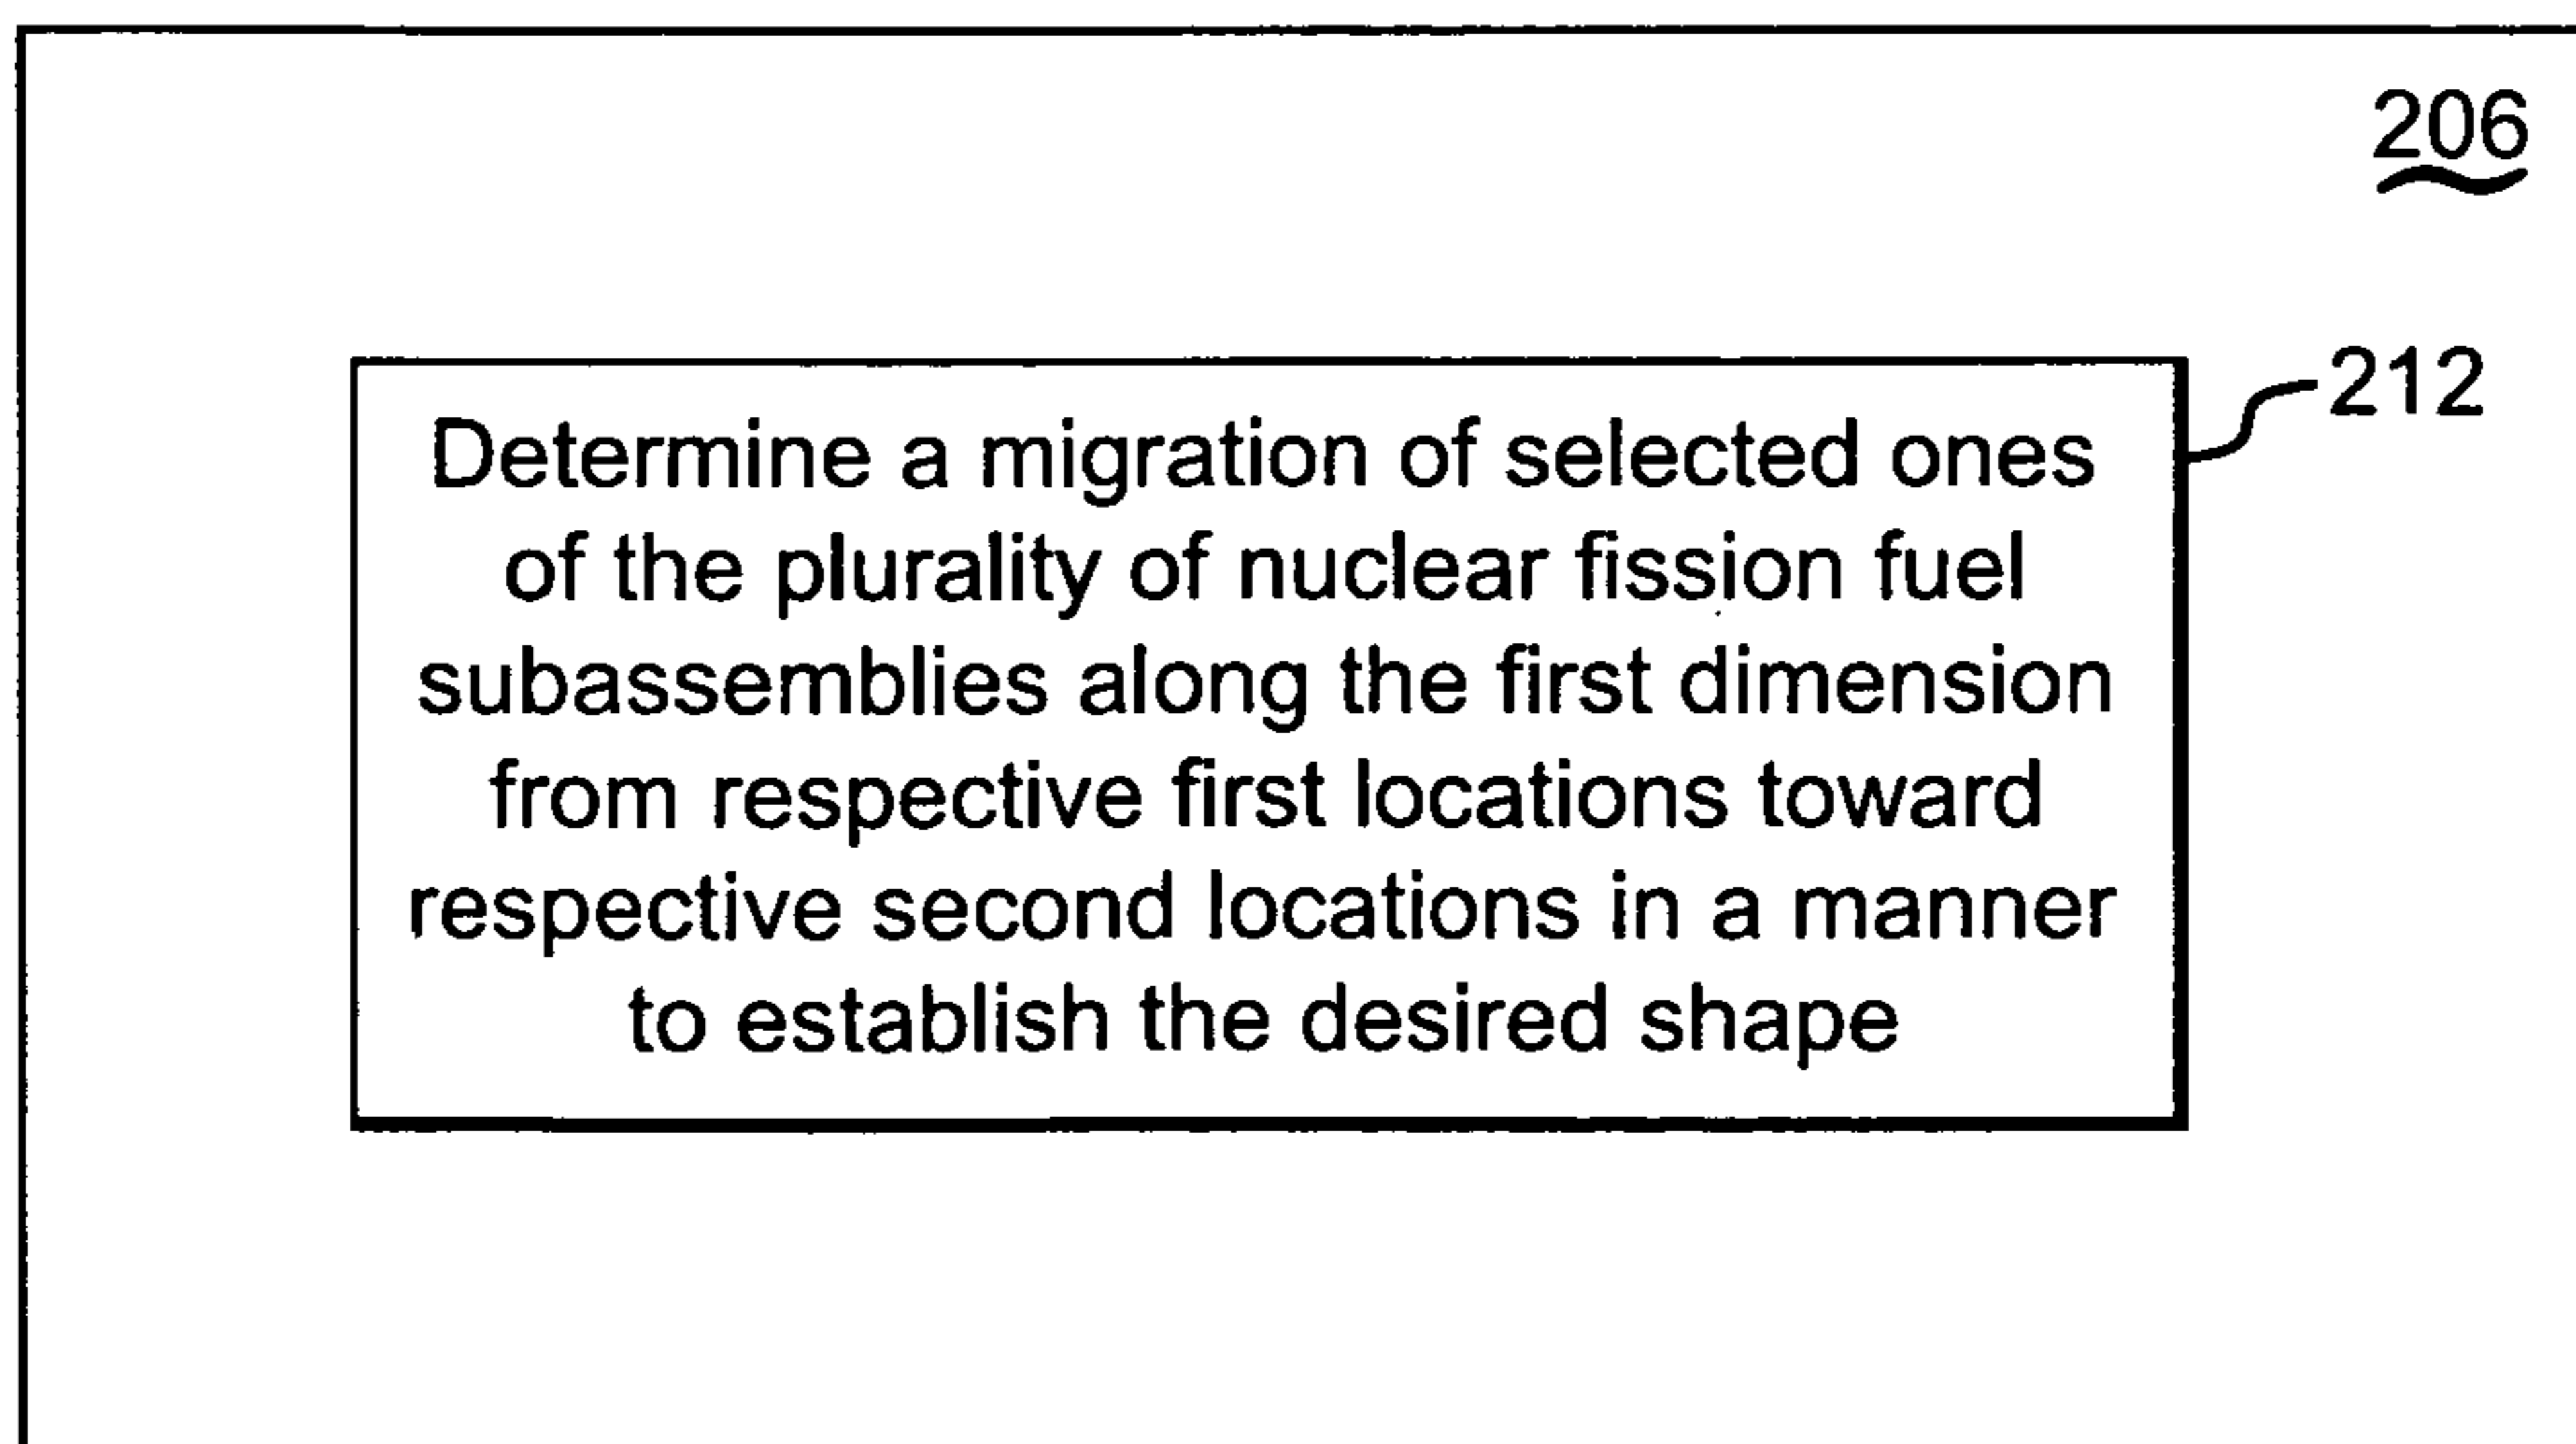 206
212
Determine a migration of selected ones
of the plurality of nuclear fission fuel
subassemblies along the first dimension
from respective first locations toward
respective second locations in a manner
to establish the desired shape